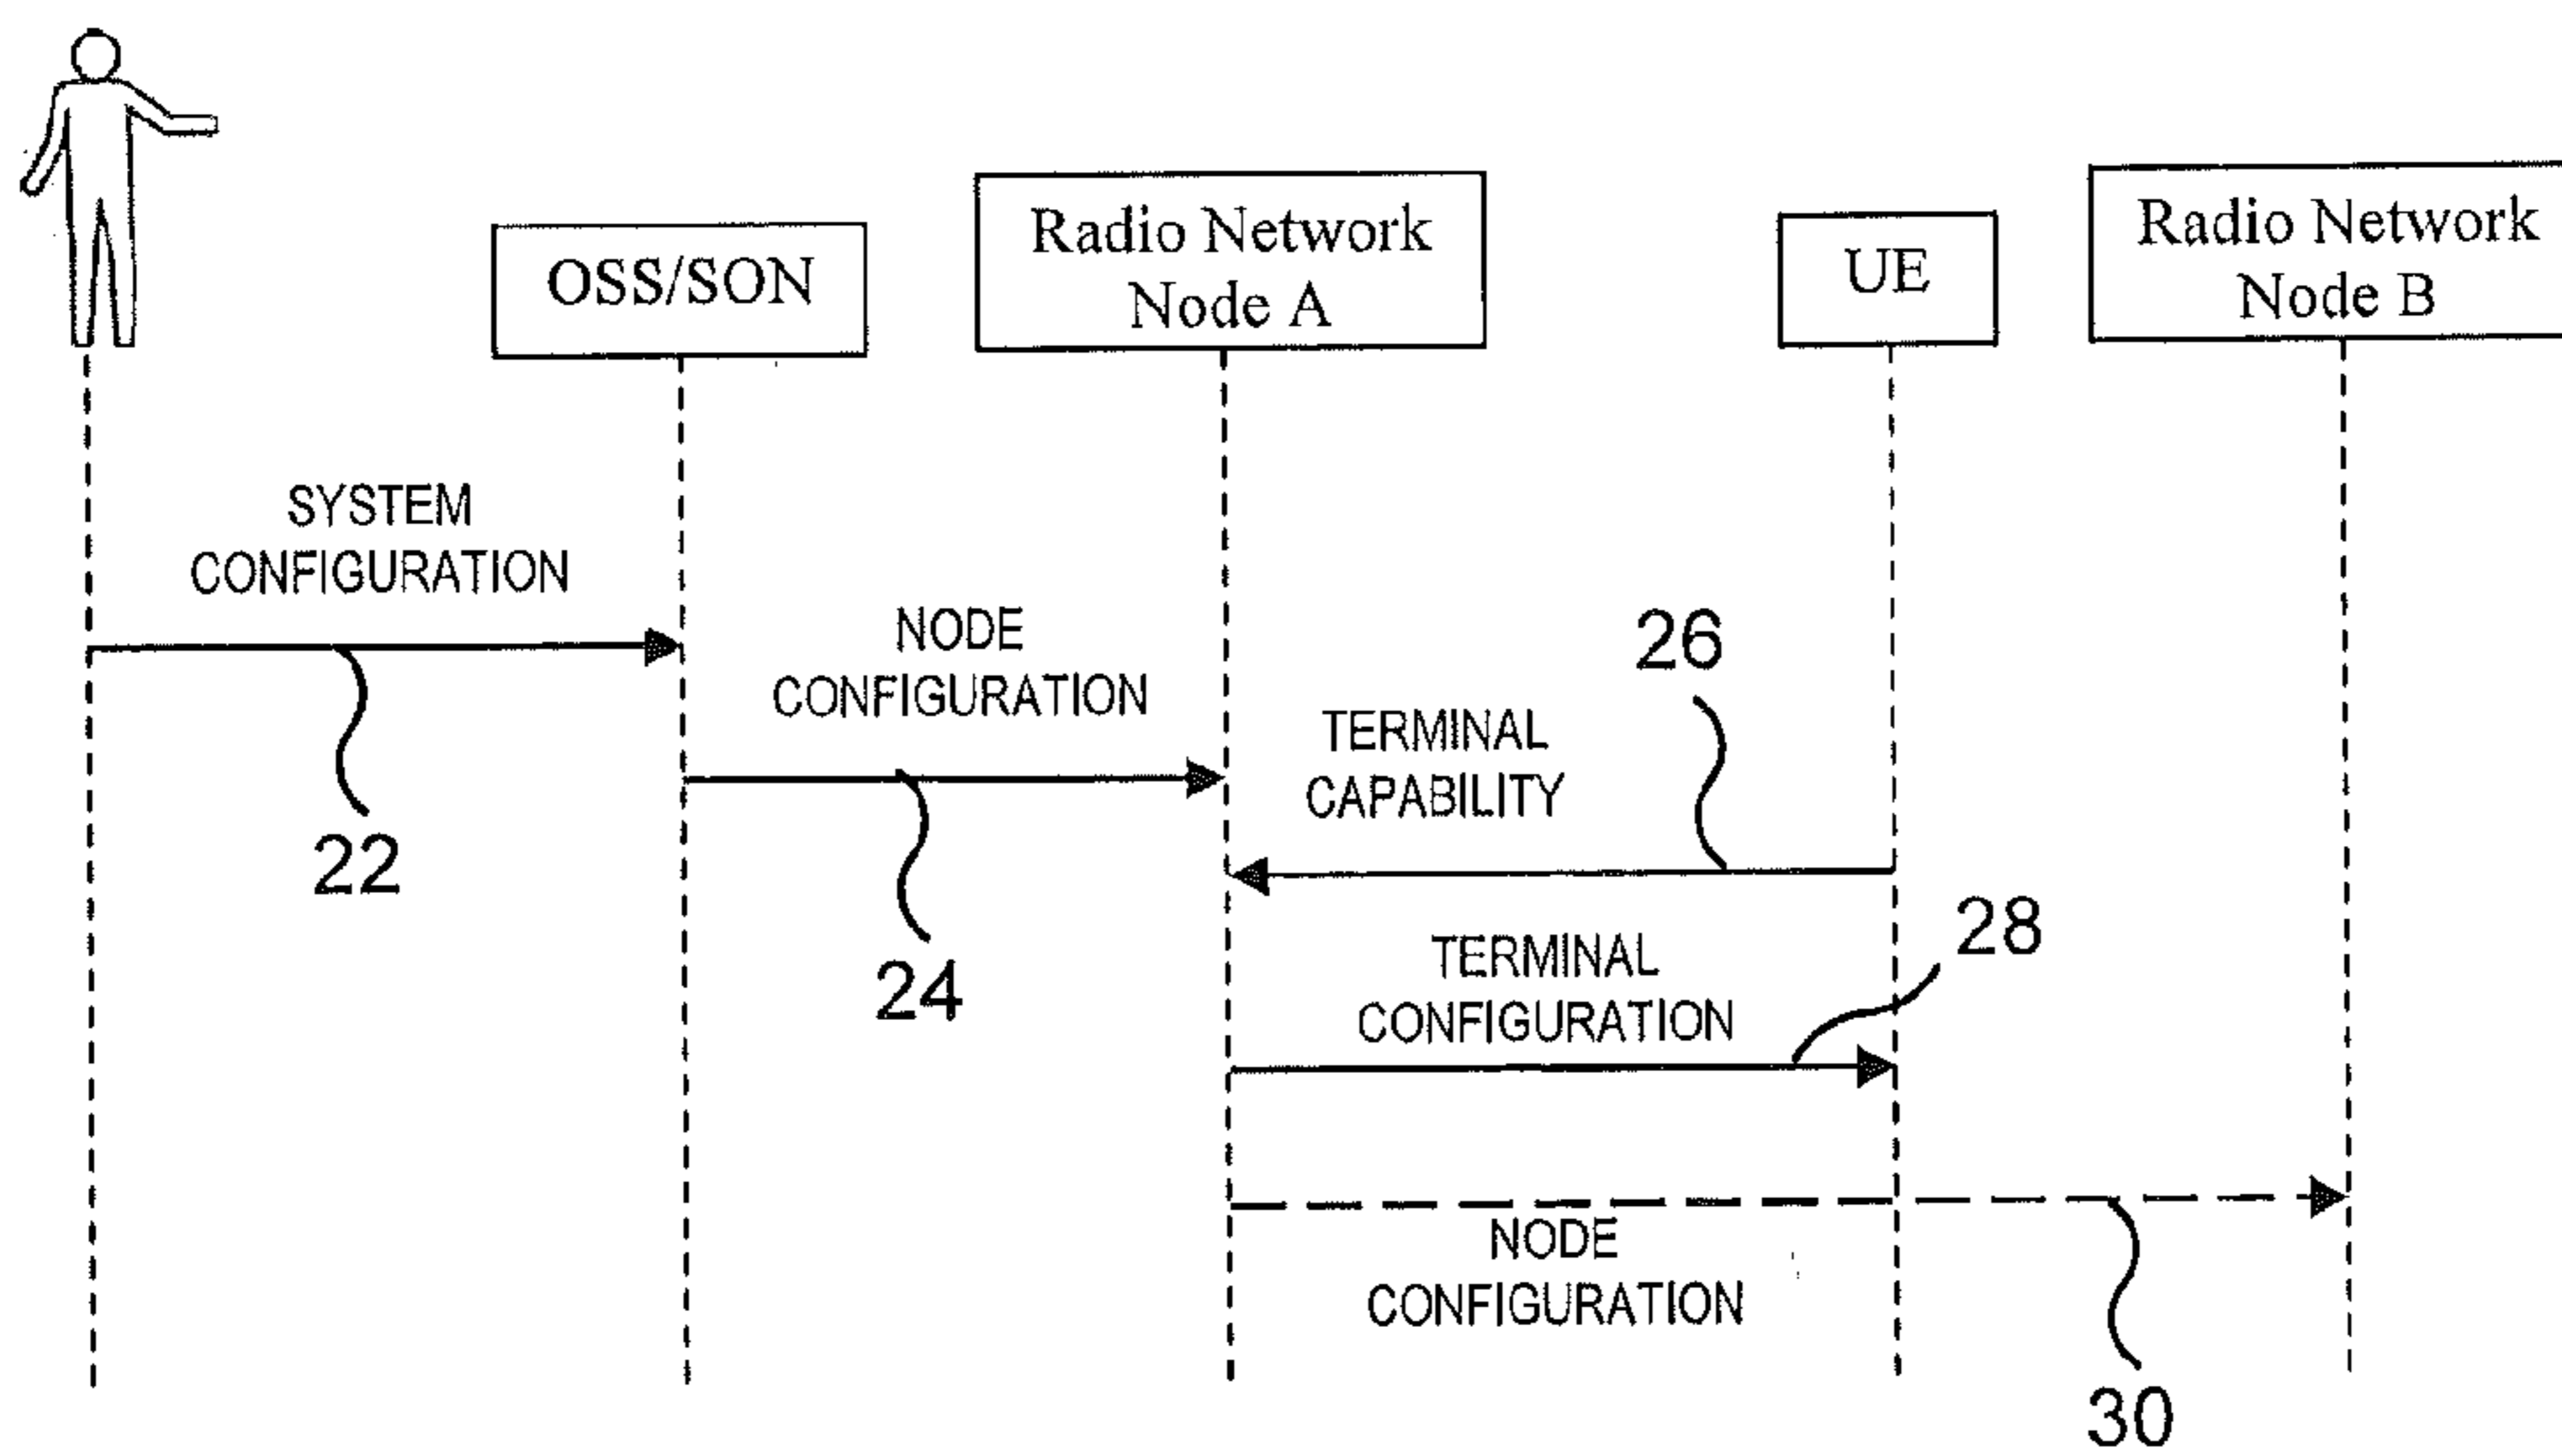 OSS/SON
Radio Network
Node A
UE
Radio Network
Node B
SYSTEM
CONFIGURATION
22
NODE
CONFIGURATION
24
26
TERMINAL
CAPABILITY
28
TERMINAL
CONFIGURATION
NODE
CONFIGURATION
30